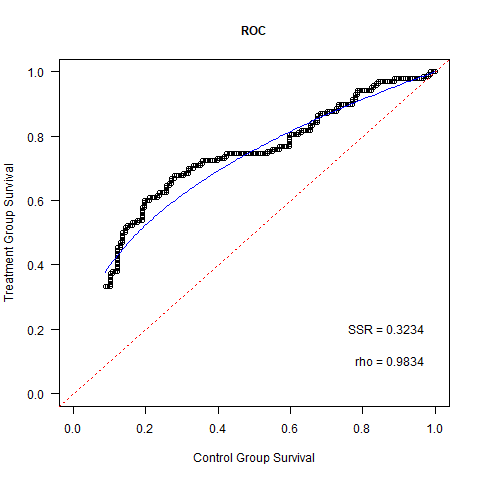 ROC
1.0
0.8
0.6
0.4
0.2
0.0
Treatment Group Survival
SSR = 0.3234
rho = 0.9834
0.0 0.2 0.4 0.6 0.8 1.0
Control Group Survival